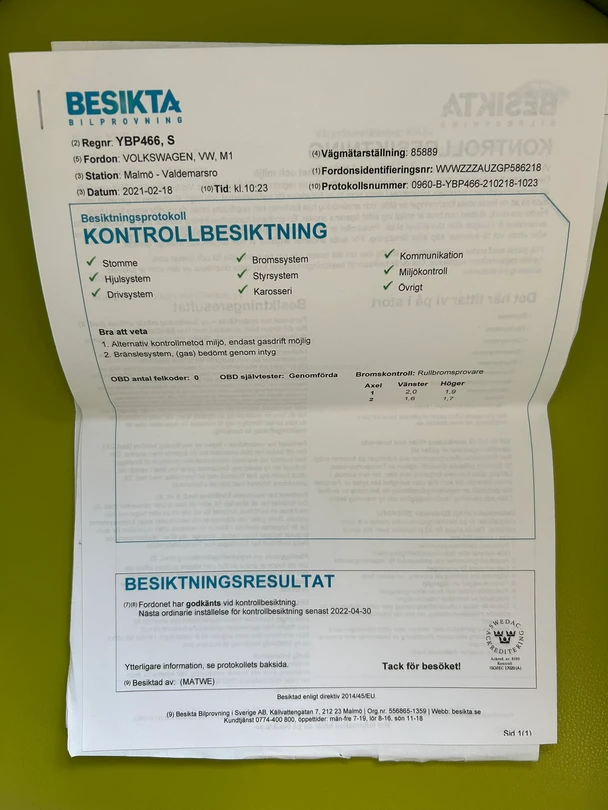 BESIKTA
BILPROVNING
(2) Regnr: YBP466, S
(5) Fordon: VOLKSWAGEN, VW, M1
(4) Vägmätarställning: 85889
(3) Station: Malmö - Valdemarsro
(1) Fordonsidentifieringsnr: WVWZZZAUZGP586218
(3) Datum: 2021-02-18 (10) Tid: kl.10:23
(10) Protokollsnummer: 0960-B-YBP466-210218-1023
Besiktningsprotokoll
KONTROLLBESIKTNING
✓ Stomme ✓ Bromssystem ✓ Kommunikation
✓ Hjulsystem ✓ Styrsystem ✓ Miljökontroll
✓ Drivsystem ✓ Karosseri ✓ Övrigt
Bra att veta
1. Alternativ kontrollmetod miljö, endast gasdrift möjlig
2. Bränslesystem, (gas) bedömt genom intyg
OBD antal felkoder: 0 OBD självtester: Genomförda Bromskontroll: Rullbromsprovare
Axel Vänster Höger
1 2,0 1,9
2 1,6 1,7
BESIKTNINGSRESULTAT
(7)(8) Fordonet har godkänts vid kontrollbesiktning.
Nästa ordinarie inställelse för kontrollbesiktning senast 2022-04-30
SWEDAC
ACKREDITERING
Ackred. nr. 8195
Kontroll
ISO/IEC 17020 (A)
Ytterligare information, se protokollets baksida.
Tack för besöket!
(9) Besiktad av: (MATWE)
Besiktad enligt direktiv 2014/45/EU
(9) Besikta Bilprovning i Sverige AB, Källvattengatan 7, 212 23 Malmö | Org.nr. 556865-1359 | Webb: besikta.se
Kundtjänst 0774-400 800, öppettider: mån-fre 7-19, lör 8-16, sön 11-18
Sid 1(1)